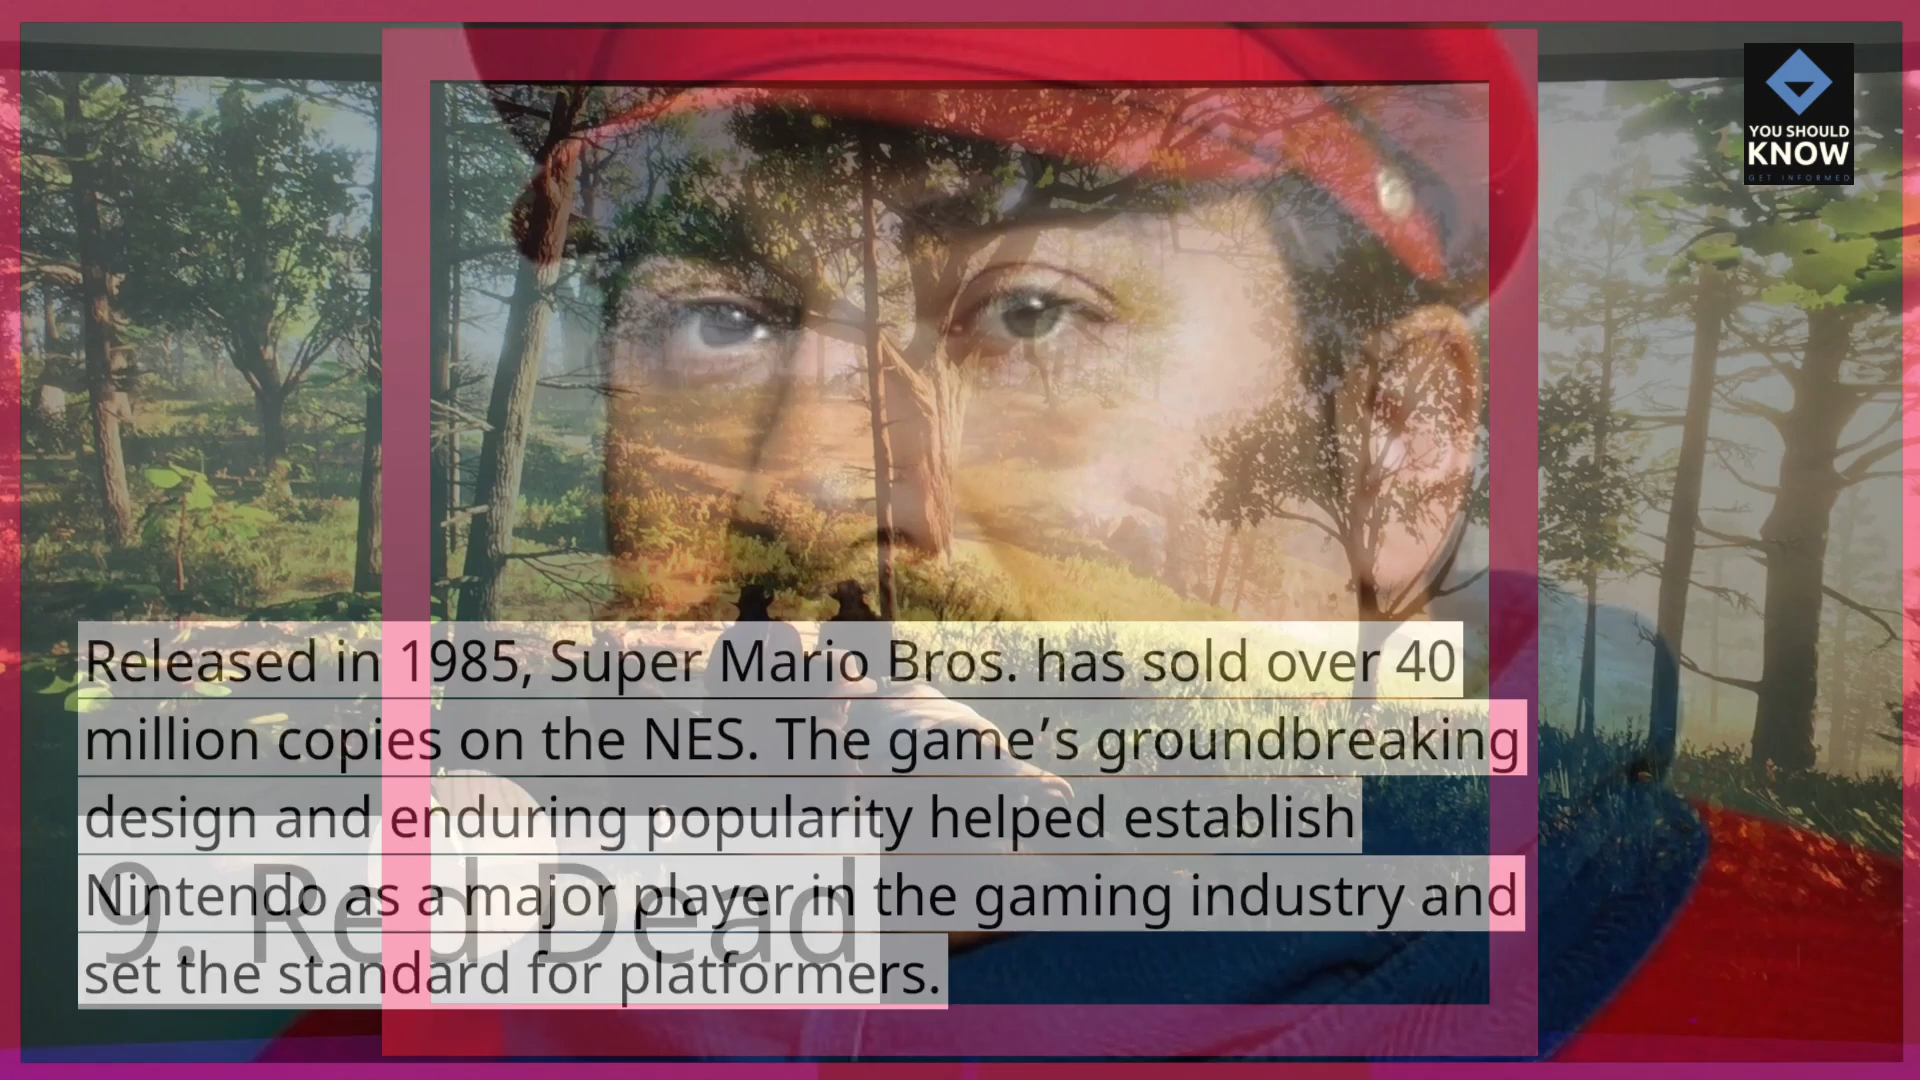 YOU SHOULD
KNOW
GET INFORMED
Released in 1985, Super Mario Bros. has sold over 40
million copies on the NES. The game’s groundbreaking
design and enduring popularity helped establish
Nintendo as a major player in the gaming industry and
set the standard for platformers.
9. Red Dead